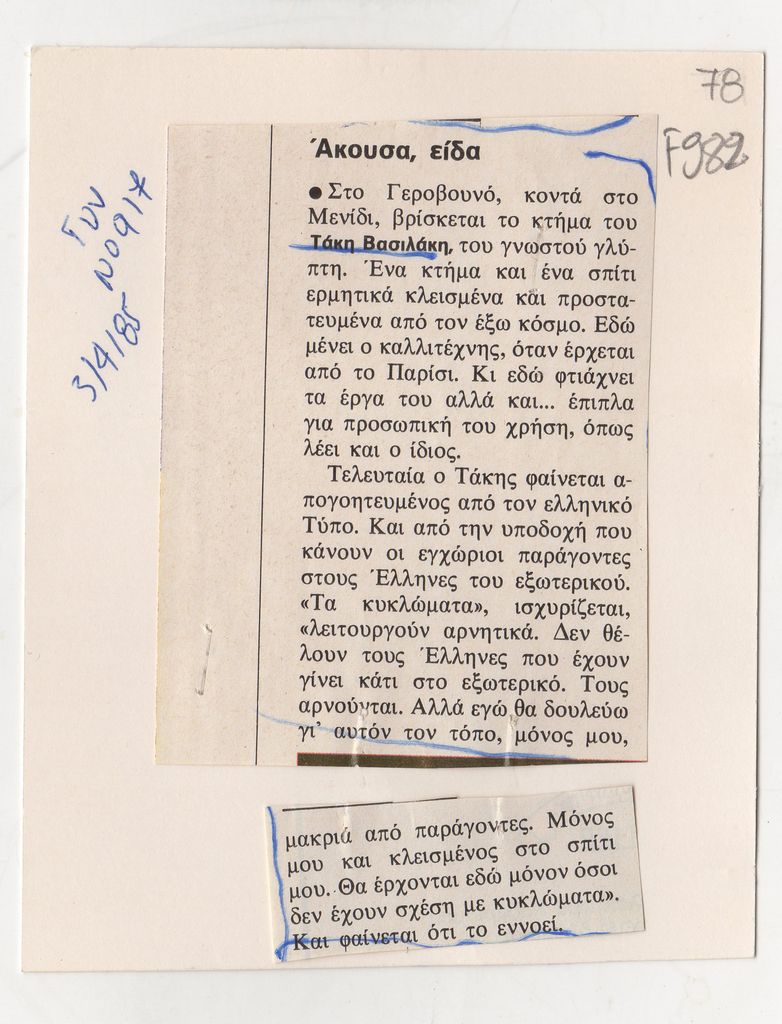 78
F982
ΓΥΝ
ΝΟ917
3/4/85
Άκουσα, είδα
● Στο Γεροβουνό, κοντά στο
Μενίδι, βρίσκεται το κτήμα του
Τάκη Βασιλάκη, του γνωστού γλύ-
πτη. Ένα κτήμα και ένα σπίτι
ερμητικά κλεισμένα και προστα-
τευμένα από τον έξω κόσμο. Εδώ
μένει ο καλλιτέχνης, όταν έρχεται
από το Παρίσι. Κι εδώ φτιάχνει
τα έργα του αλλά και... έπιπλα
για προσωπική του χρήση, όπως
λέει και ο ίδιος.
Τελευταία ο Τάκης φαίνεται α-
πογοητευμένος από τον ελληνικό
Τύπο. Και από την υποδοχή που
κάνουν οι εγχώριοι παράγοντες
στους Έλληνες του εξωτερικού.
«Τα κυκλώματα», ισχυρίζεται,
«λειτουργούν αρνητικά. Δεν θέ-
λουν τους Έλληνες που έχουν
γίνει κάτι στο εξωτερικό. Τους
αρνούνται. Αλλά εγώ θα δουλεύω
γι' αυτόν τον τόπο, μόνος μου,
μακριά από παράγοντες. Μόνος
μου και κλεισμένος στο σπίτι
μου. Θα έρχονται εδώ μόνον όσοι
δεν έχουν σχέση με κυκλώματα».
Και φαίνεται ότι το εννοεί.